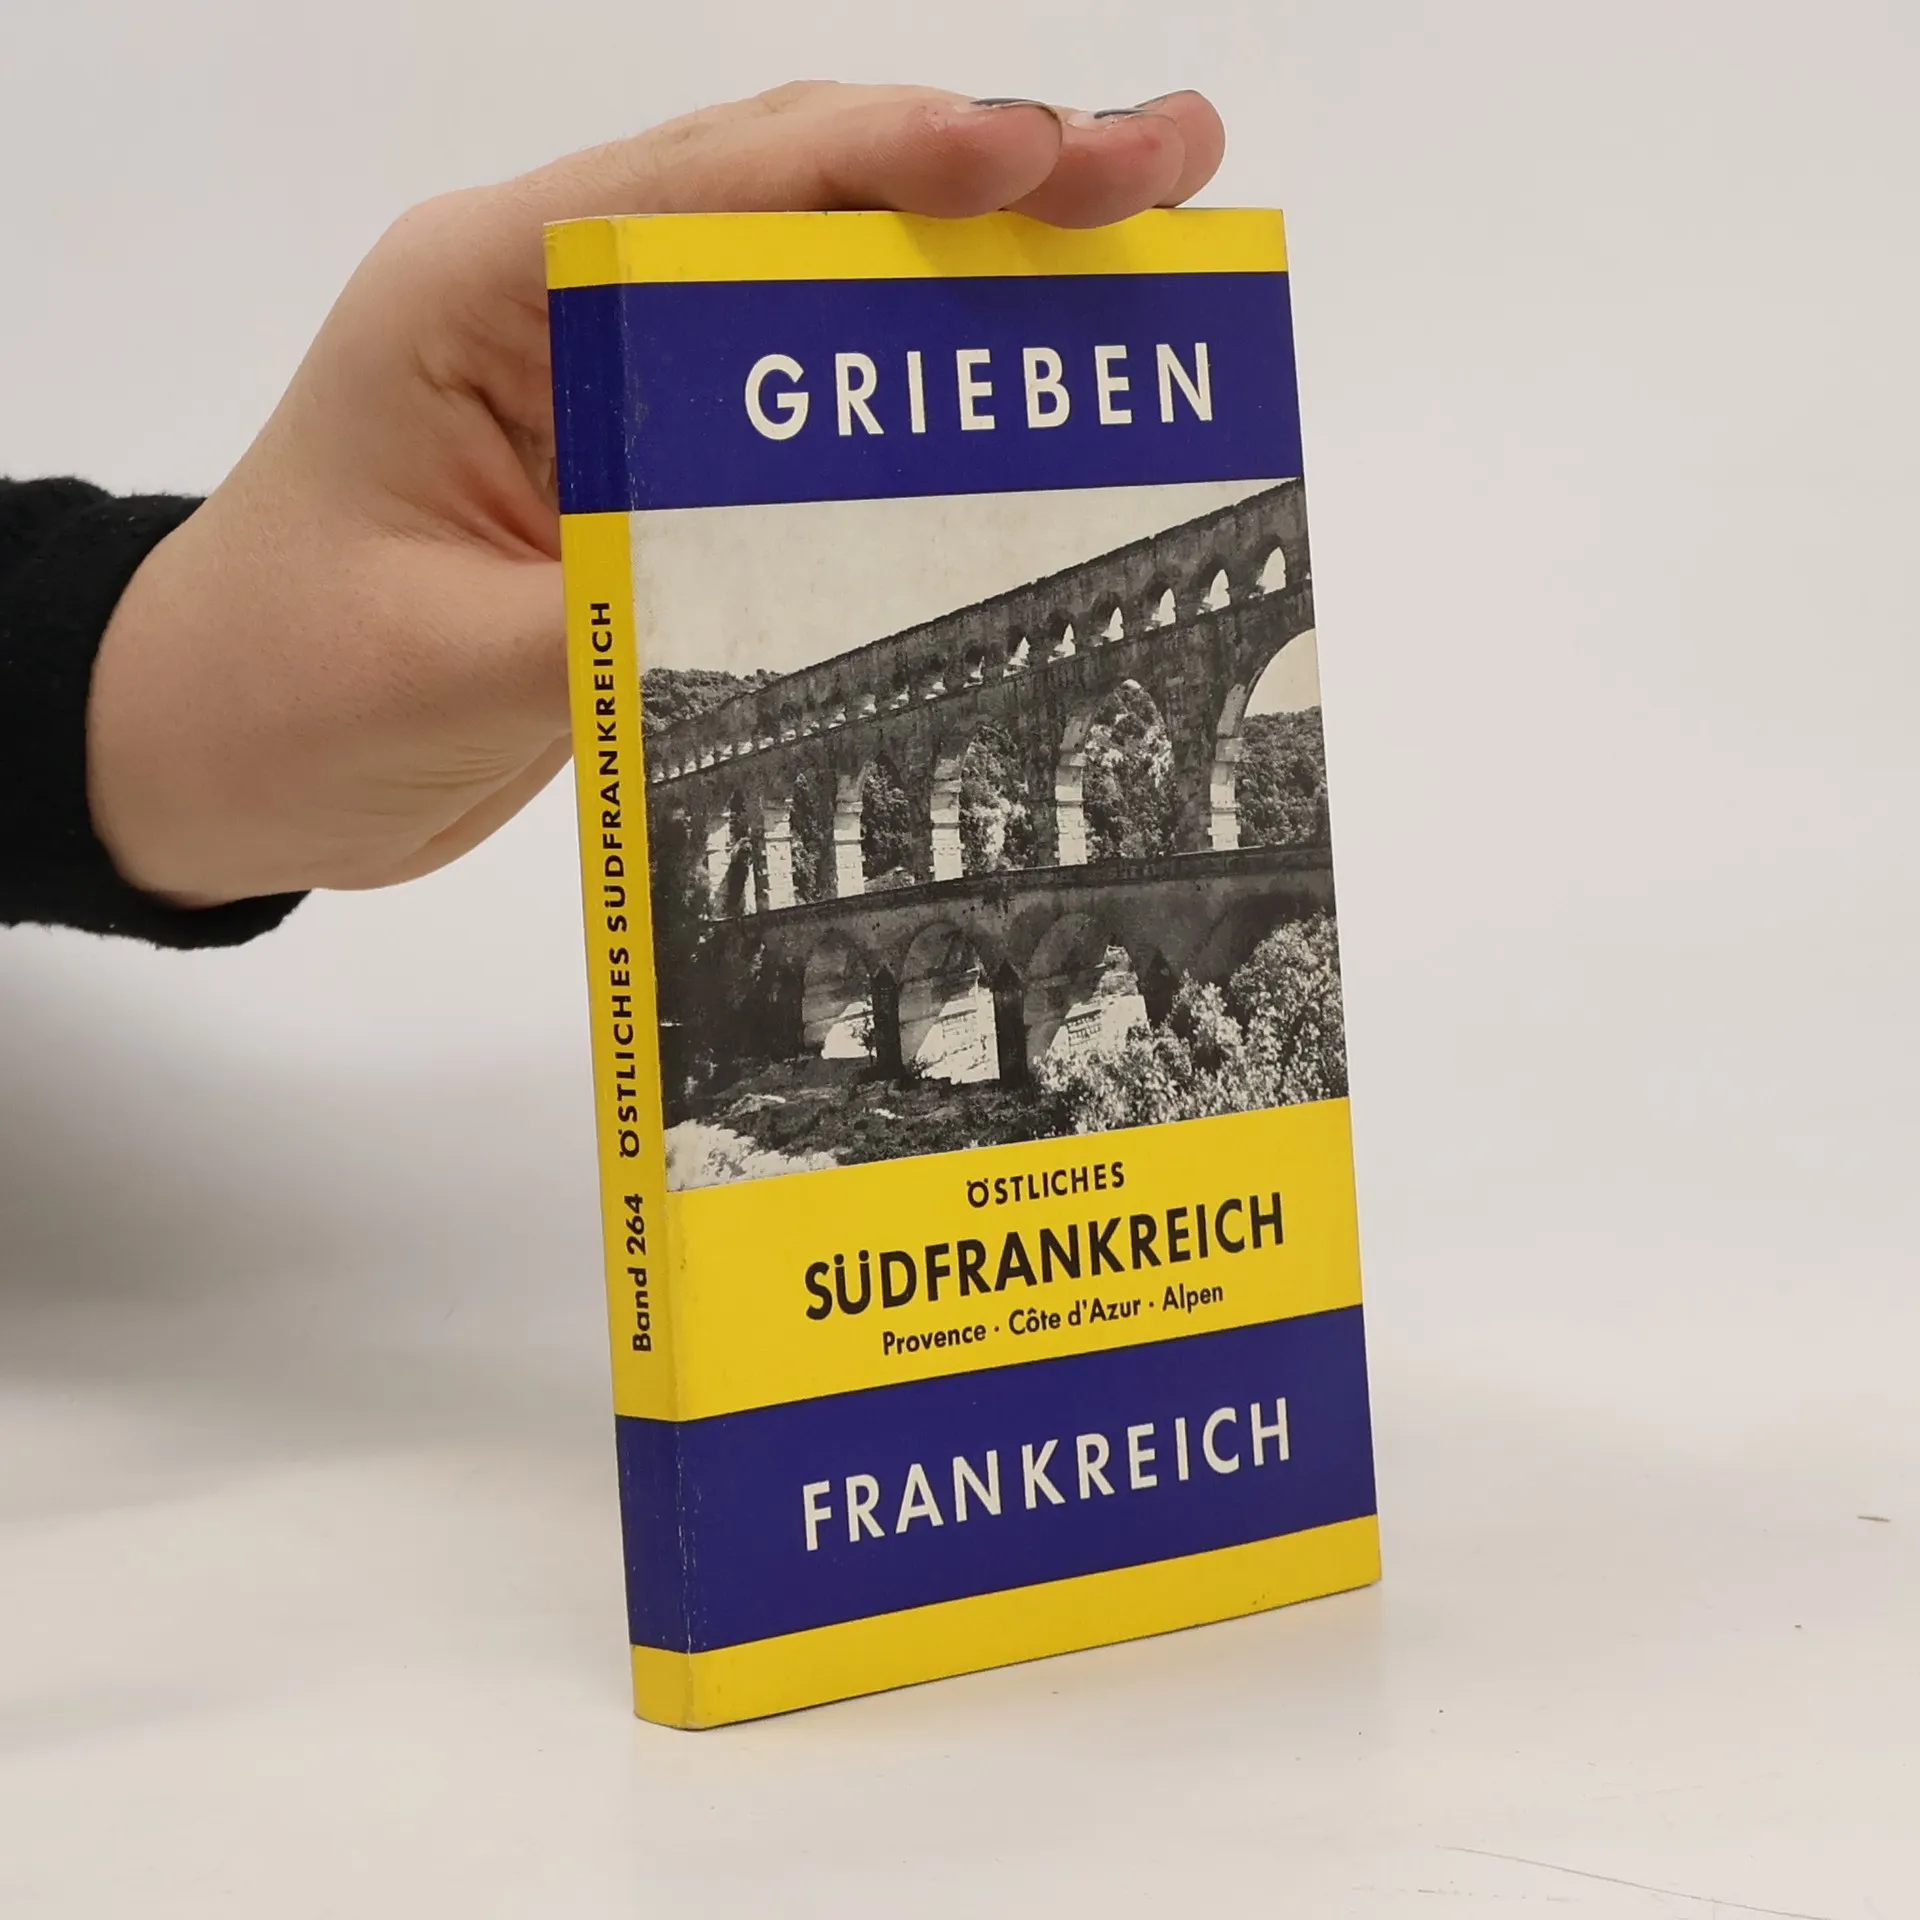 GRIEBEN
ÖSTLICHES
SÜDFRANKREICH
Provence · Côte d'Azur · Alpen
FRANKREICH
Band 264 ÖSTLICHES SÜDFRANKREICH